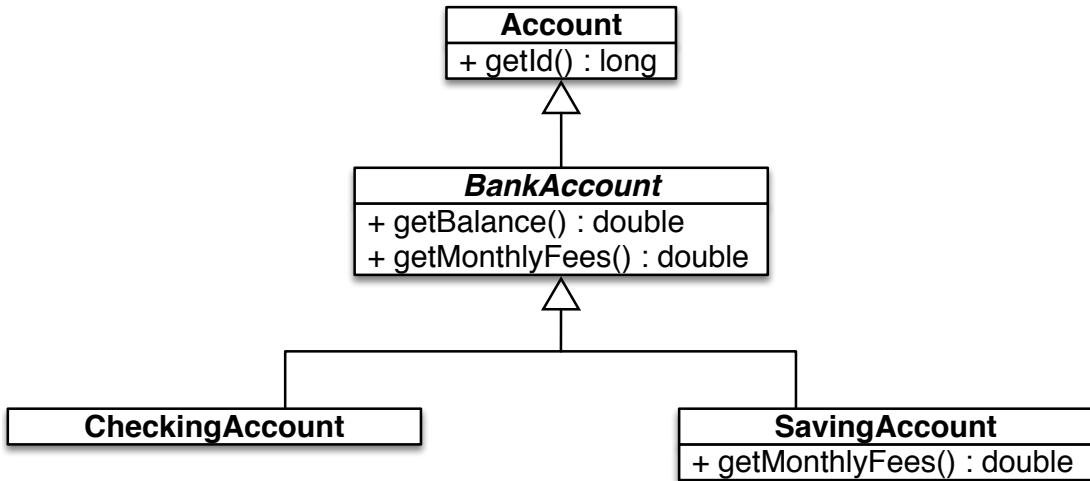 Account
+ getId() : long
BankAccount
+ getBalance() : double
+ getMonthlyFees() : double
CheckingAccount
SavingAccount
+ getMonthlyFees() : double